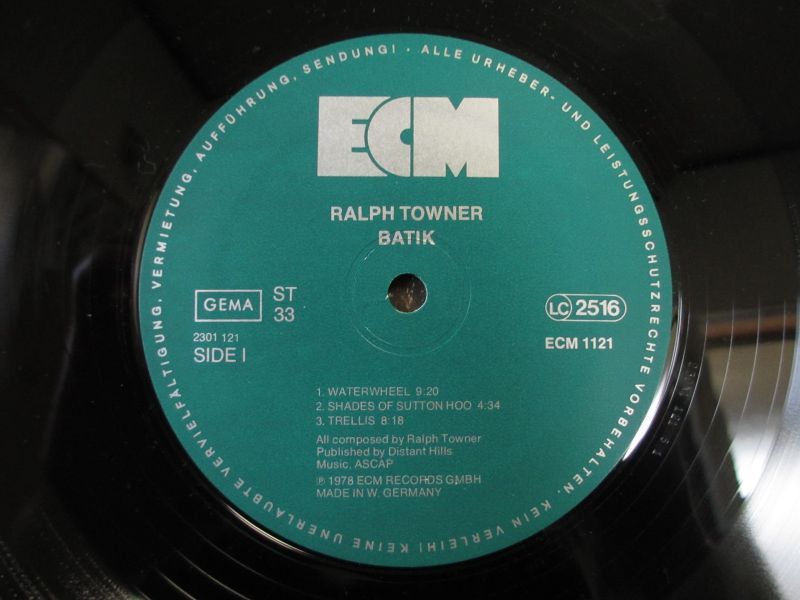 ALLE URHEBER- UND LEISTUNGSSCHUTZRECHTE VORBEHALTEN. KEIN VERLEIH! KEINE UNERLAUBTE VERVIELFÄLTIGUNG, VERMIETUNG, AUFFÜHRUNG, SENDUNG! ·
ECM
RALPH TOWNER
BATIK
GEMA
ST
33
LC 2516
2301 121
SIDE I
ECM 1121
1. WATERWHEEL 9:20
2. SHADES OF SUTTON HOO 4:34
3. TRELLIS 8:18
All composed by Ralph Towner
Published by Distant Hills
Music, ASCAP
℗ 1978 ECM RECORDS GMBH
MADE IN W. GERMANY